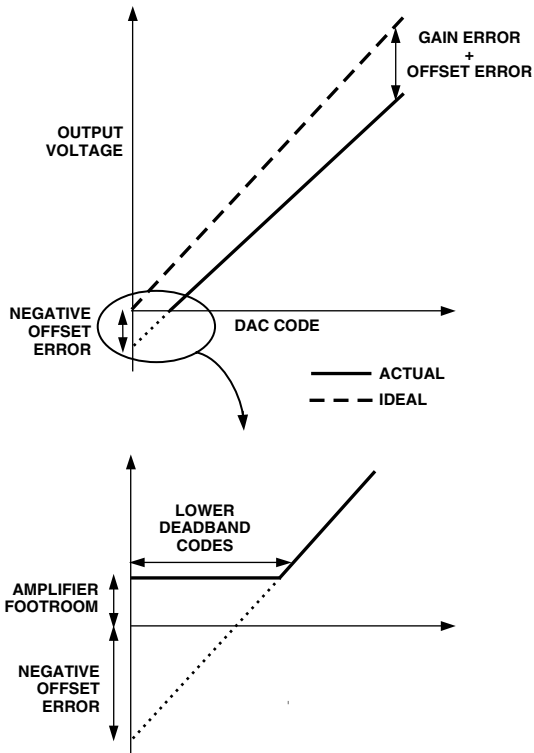 GAIN ERROR
+
OFFSET ERROR
OUTPUT
VOLTAGE
NEGATIVE
OFFSET
ERROR
DAC CODE
ACTUAL
IDEAL
LOWER
DEADBAND
CODES
AMPLIFIER
FOOTROOM
NEGATIVE
OFFSET
ERROR